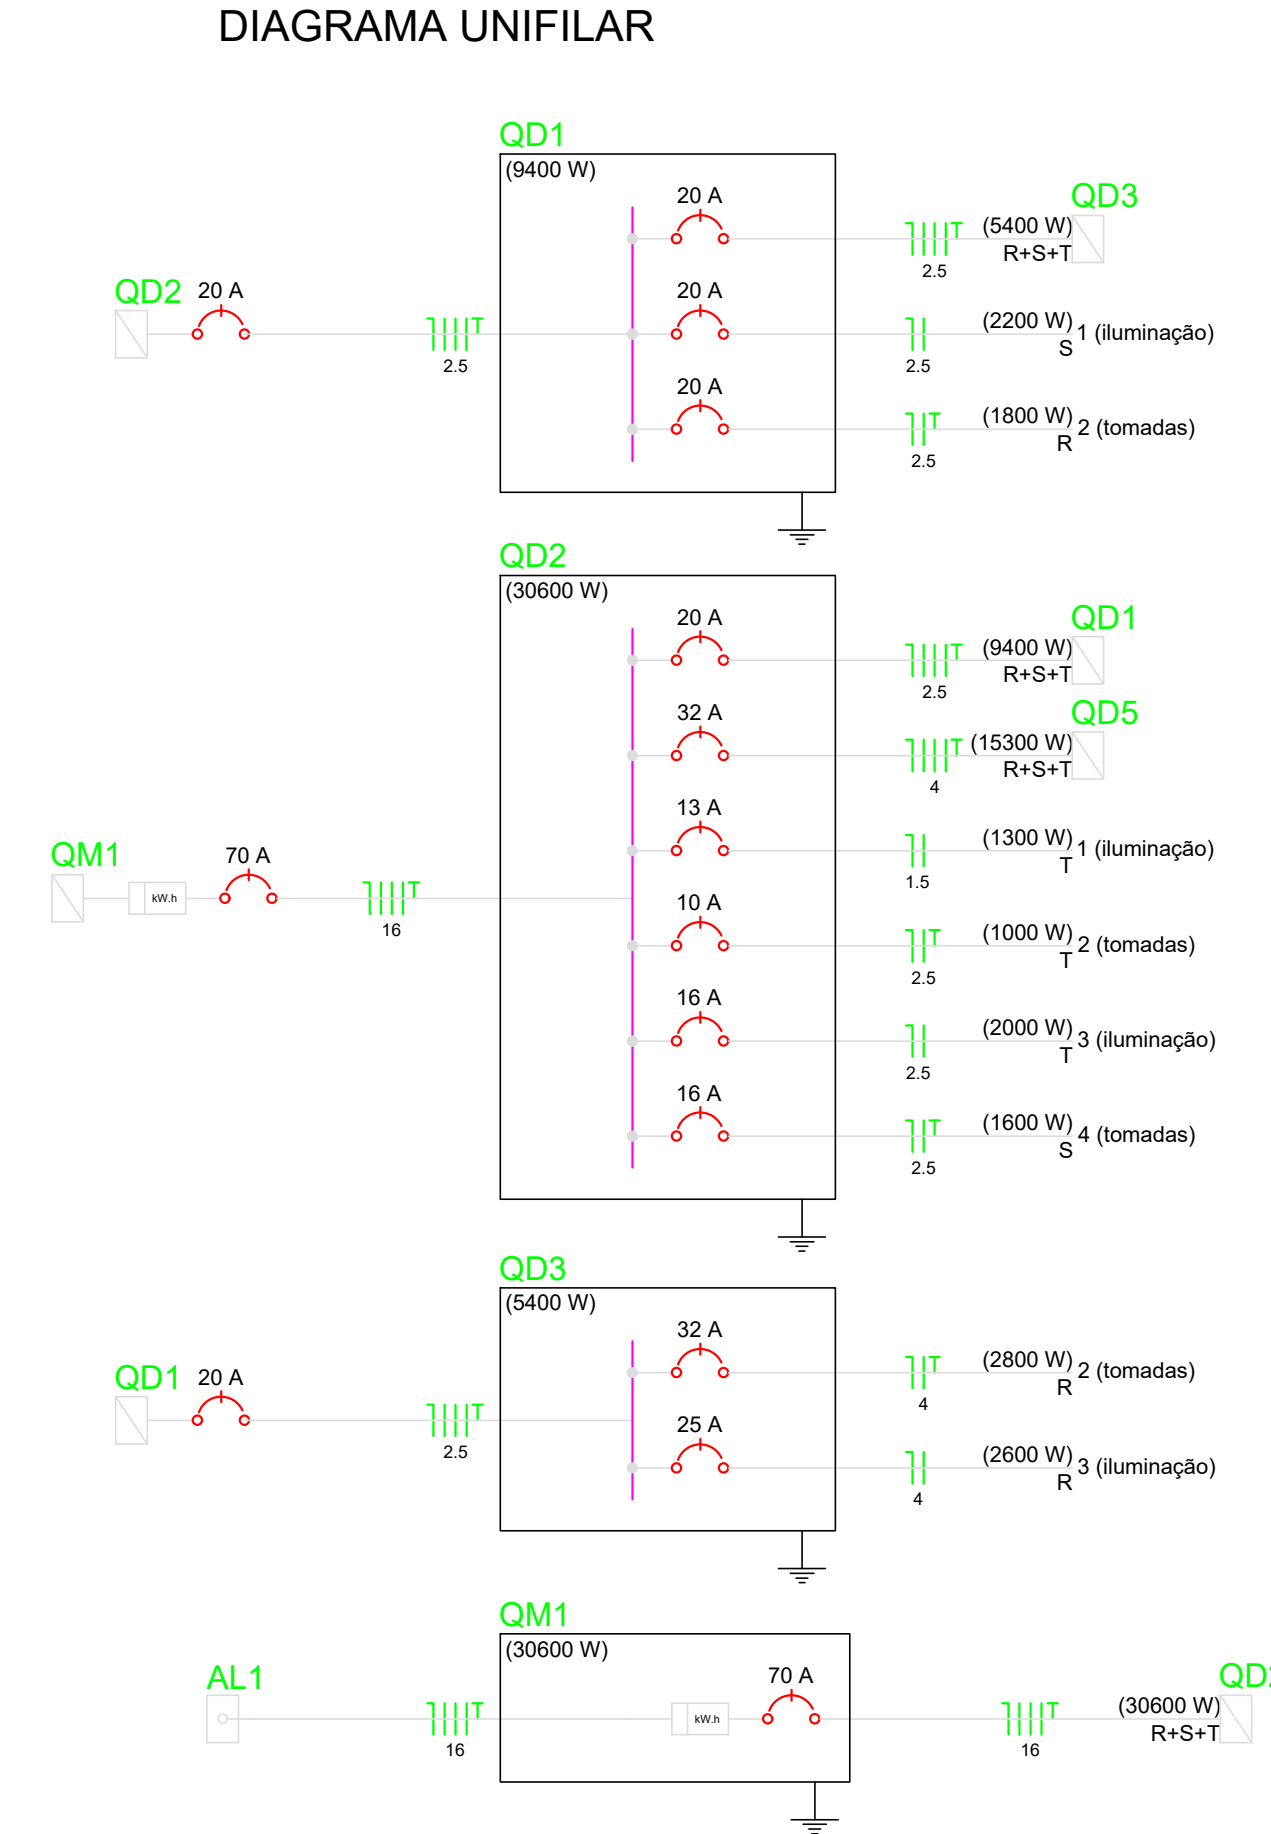 DIAGRAMA UNIFILAR
QD1
(9400 W)
20 A
QD3
(5400 W)
R+S+T
2.5
QD2
20 A
2.5
20 A
(2200 W)
S
1 (iluminação)
2.5
20 A
(1800 W)
R
2 (tomadas)
2.5
QD2
(30600 W)
20 A
QD1
(9400 W)
R+S+T
2.5
32 A
QD5
(15300 W)
R+S+T
4
13 A
(1300 W)
T
1 (iluminação)
1.5
QM1
kW.h
70 A
16
10 A
(1000 W)
T
2 (tomadas)
2.5
16 A
(2000 W)
T
3 (iluminação)
2.5
16 A
(1600 W)
S
4 (tomadas)
2.5
QD3
(5400 W)
32 A
(2800 W)
R
2 (tomadas)
4
QD1
20 A
2.5
25 A
(2600 W)
R
3 (iluminação)
4
QM1
(30600 W)
AL1
16
kW.h
70 A
16
(30600 W)
R+S+T